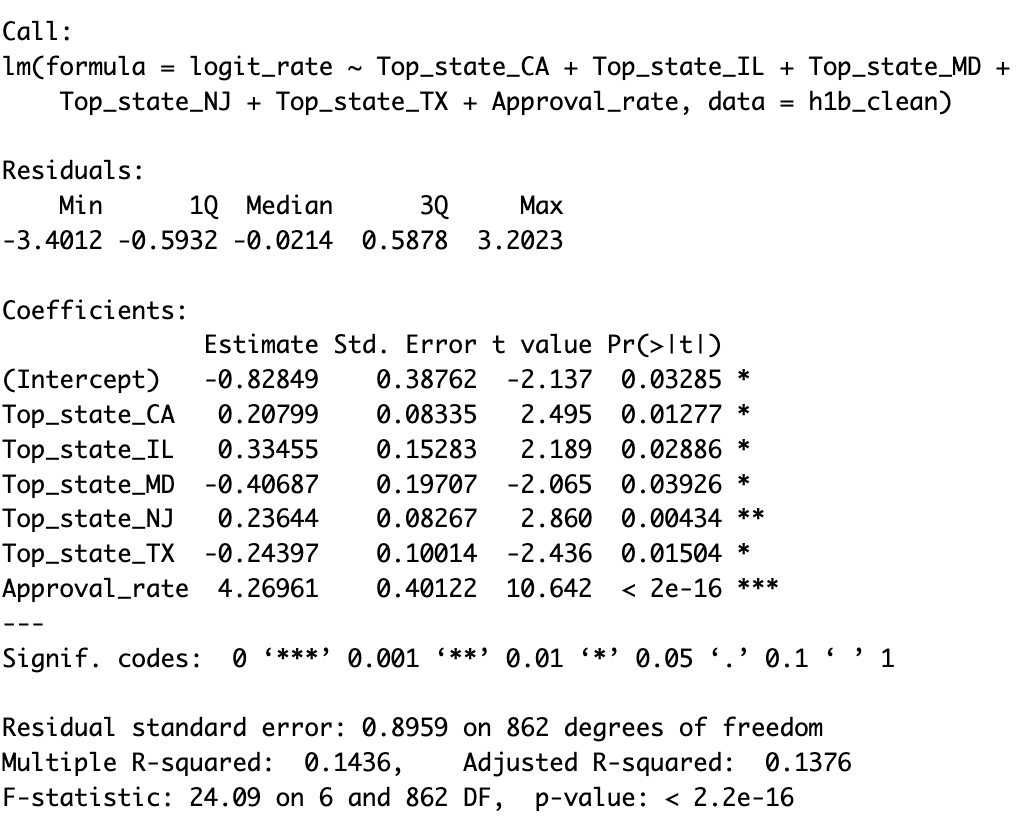 Call:
lm(formula = logit_rate ~ Top_state_CA + Top_state_IL + Top_state_MD +
    Top_state_NJ + Top_state_TX + Approval_rate, data = h1b_clean)

Residuals:
    Min      1Q  Median      3Q     Max
-3.4012 -0.5932 -0.0214  0.5878  3.2023

Coefficients:
              Estimate Std. Error t value Pr(>|t|)
(Intercept)   -0.82849    0.38762  -2.137  0.03285 *
Top_state_CA   0.20799    0.08335   2.495  0.01277 *
Top_state_IL   0.33455    0.15283   2.189  0.02886 *
Top_state_MD  -0.40687    0.19707  -2.065  0.03926 *
Top_state_NJ   0.23644    0.08267   2.860  0.00434 **
Top_state_TX  -0.24397    0.10014  -2.436  0.01504 *
Approval_rate  4.26961    0.40122  10.642  < 2e-16 ***
---
Signif. codes:  0 ‘***’ 0.001 ‘**’ 0.01 ‘*’ 0.05 ‘.’ 0.1 ‘ ’ 1

Residual standard error: 0.8959 on 862 degrees of freedom
Multiple R-squared:  0.1436,    Adjusted R-squared:  0.1376
F-statistic: 24.09 on 6 and 862 DF,  p-value: < 2.2e-16